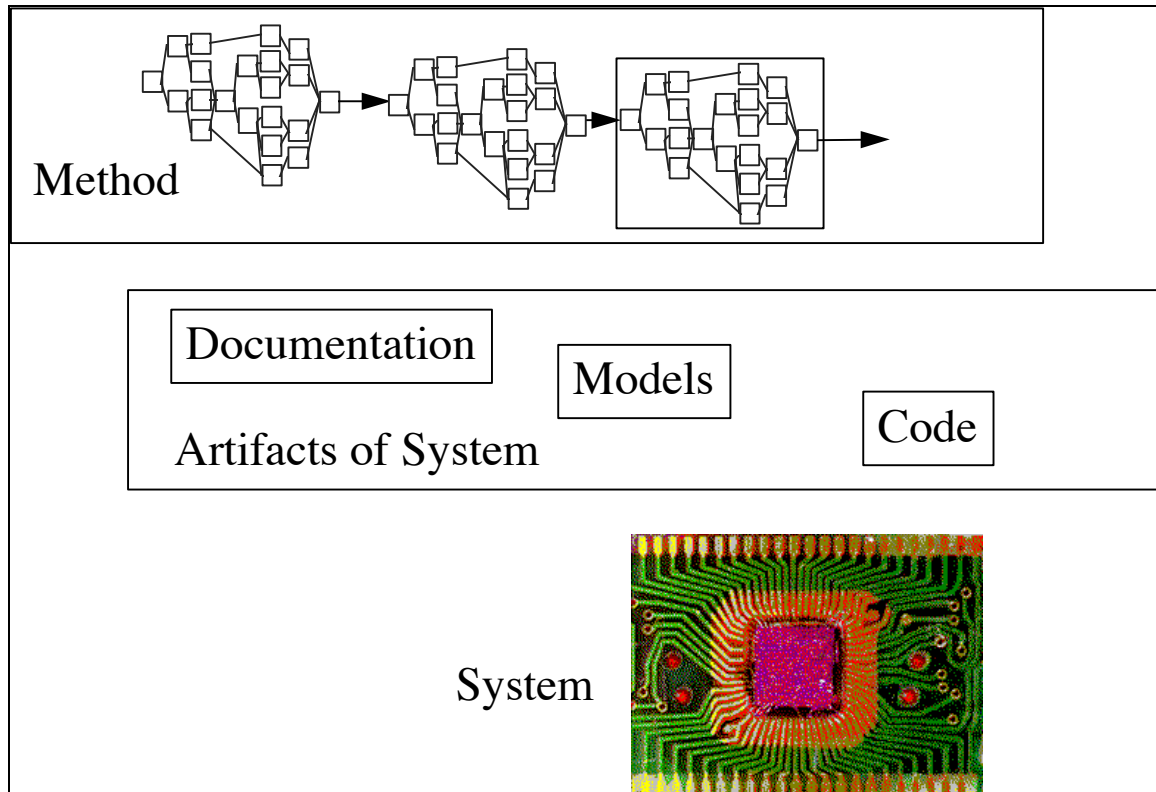 Method
Documentation
Models
Code
Artifacts of System
System